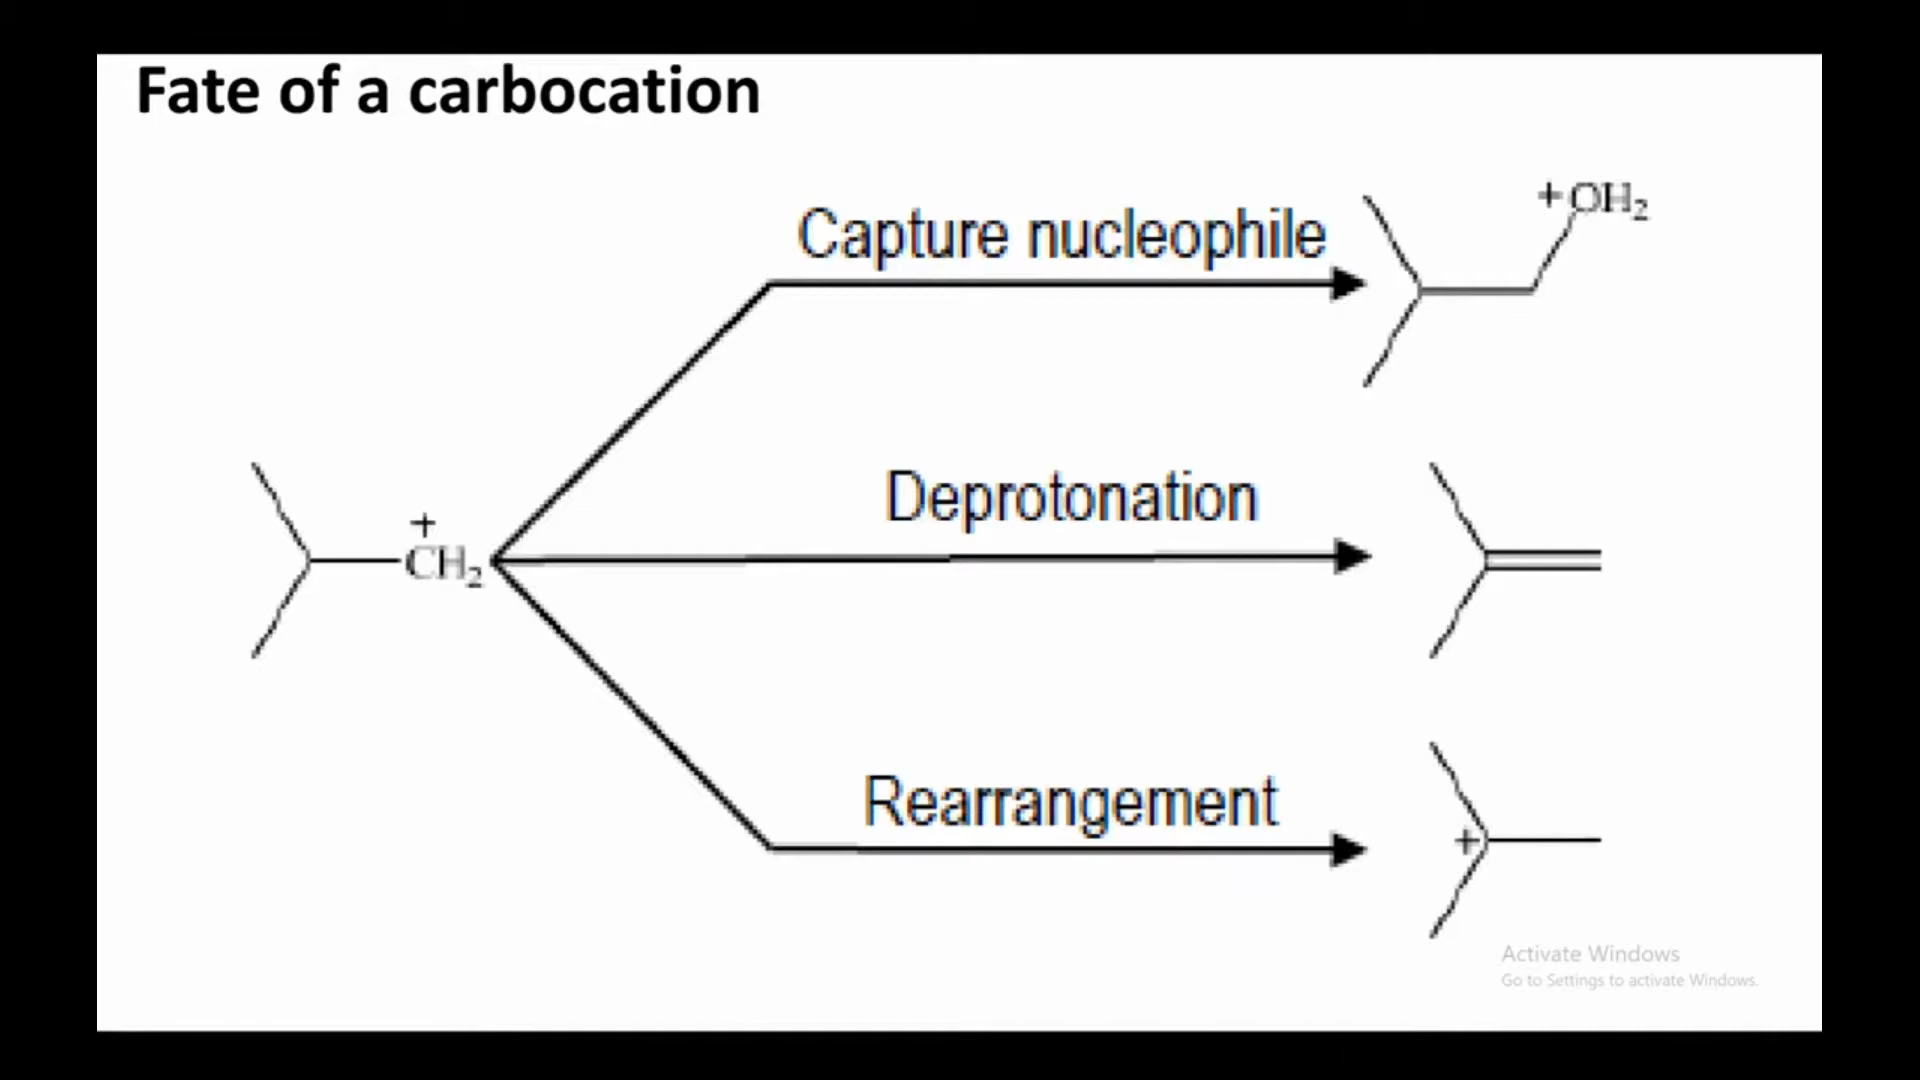 Fate of a carbocation
Capture nucleophile
+OH₂
Deprotonation
+
CH₂
Rearrangement
+
Activate Windows
Go to Settings to activate Windows.